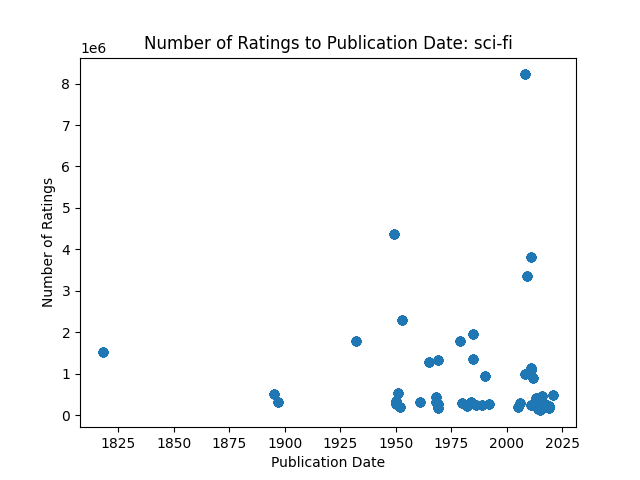 Number of Ratings to Publication Date: sci-fi
1e6
8
7
6
5
4
3
2
1
0
Number of Ratings
1825 1850 1875 1900 1925 1950 1975 2000 2025
Publication Date